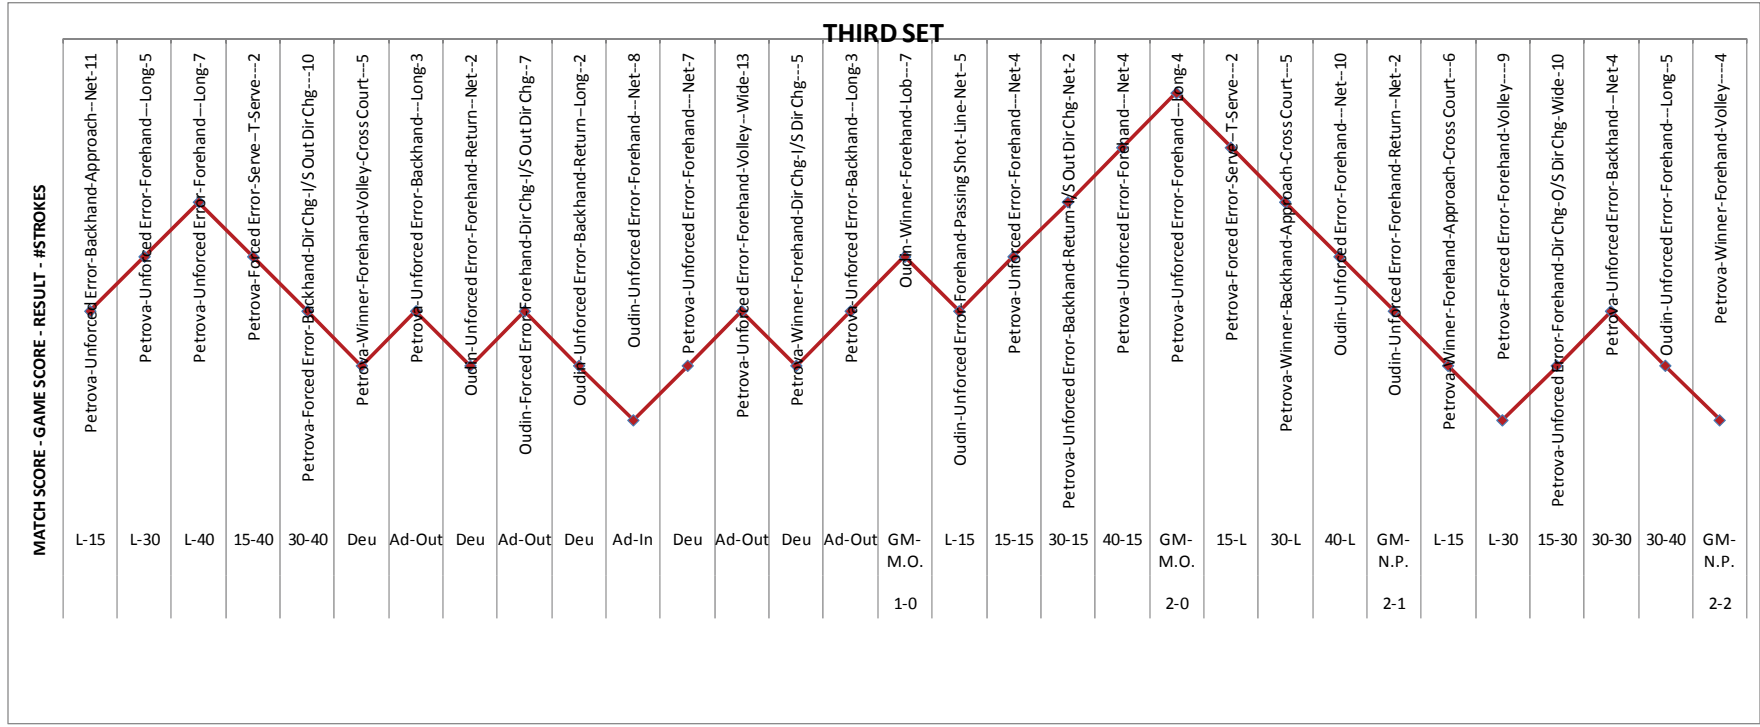 THIRD SET
MATCH SCORE - GAME SCORE - RESULT - #STROKES
Petrova-Unforced Error-Backhand-Approach--Net-11
Petrova-Unforced Error-Forehand---Long-5
Petrova-Unforced Error-Forehand---Long-7
Petrova-Forced Error-Serve--T-Serve---2
Petrova-Forced Error-Backhand-Dir Chg-I/S Out Dir Chg---10
Petrova-Winner-Forehand-Volley-Cross Court---5
Petrova-Unforced Error-Backhand---Long-3
Oudin-Unforced Error-Forehand-Return--Net--2
Oudin-Forced Error-Forehand-Dir Chg-I/S Out Dir Chg--7
Oudin-Unforced Error-Backhand-Return--Long--2
Oudin-Unforced Error-Forehand---Net--8
Petrova-Unforced Error-Forehand---Net-7
Petrova-Unforced Error-Forehand-Volley--Wide-13
Petrova-Winner-Forehand-Dir Chg-I/S Dir Chg---5
Petrova-Unforced Error-Backhand---Long-3
Oudin-Winner-Forehand-Lob---7
Oudin-Unforced Error-Forehand-Passing Shot-Line-Net--5
Petrova-Unforced Error-Forehand---Net-4
Petrova-Unforced Error-Backhand-Return-I/S Out Dir Chg-Net-2
Petrova-Unforced Error-Forehand---Net-4
Petrova-Unforced Error-Forehand---Long-4
Petrova-Forced Error-Serve--T-Serve---2
Petrova-Winner-Backhand-Approach-Cross Court---5
Oudin-Unforced Error-Forehand---Net--10
Oudin-Unforced Error-Forehand-Return--Net-2
Petrova-Winner-Forehand-Approach-Cross Court---6
Petrova-Forced Error-Forehand-Volley----9
Petrova-Unforced Error-Forehand-Dir Chg-O/S Dir Chg-Wide-10
Petrova-Unforced Error-Backhand---Net-4
Oudin-Unforced Error-Forehand---Long--5
Petrova-Winner-Forehand-Volley----4
L-15 L-30 L-40 15-40 30-40 Deu Ad-Out Deu Ad-Out Deu Ad-In Deu Ad-Out Deu Ad-Out GM- L-15 15-15 30-15 40-15 GM- 15-L 30-L 40-L GM- L-15 L-30 15-30 30-30 30-40 GM-
M.O. M.O. N.P. N.P.
1-0 2-0 2-1 2-2